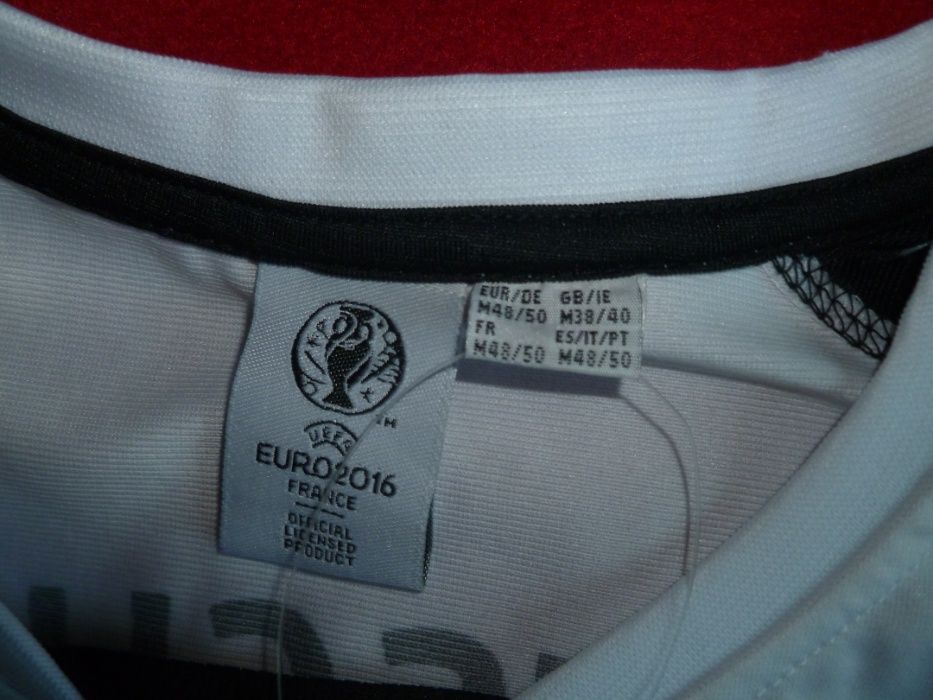 UEFA
EURO2016
FRANCE
OFFICIAL
LICENSED
PRODUCT
TM
EUR/DE GB/IE
M48/50 M38/40
FR ES/IT/PT
M48/50 M48/50